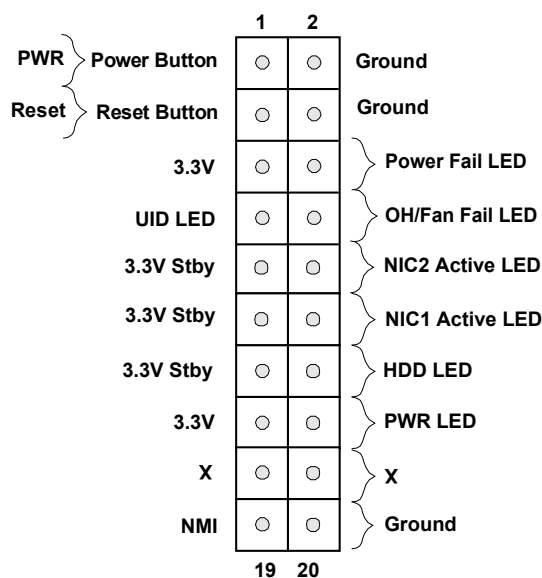 1 2
PWR Power Button Ground
Reset Reset Button Ground
3.3V Power Fail LED
UID LED OH/Fan Fail LED
3.3V Stby NIC2 Active LED
3.3V Stby NIC1 Active LED
3.3V Stby HDD LED
3.3V PWR LED
X X
NMI Ground
19 20